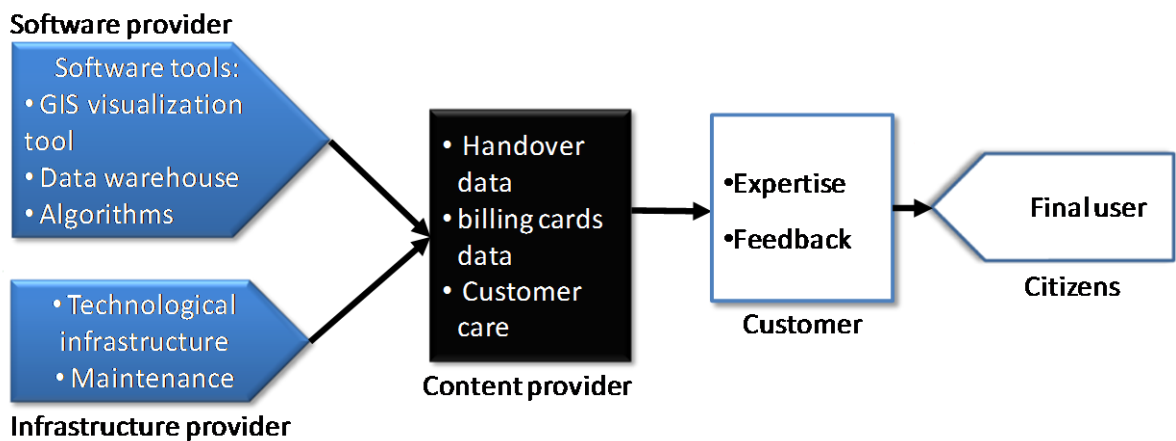 Software provider
Software tools:
• GIS visualization
tool
• Data warehouse
• Algorithms
• Technological
infrastructure
• Maintenance
Infrastructure provider
• Handover
data
• billing cards
data
• Customer
care
Content provider
•Expertise
•Feedback
Customer
Final user
Citizens